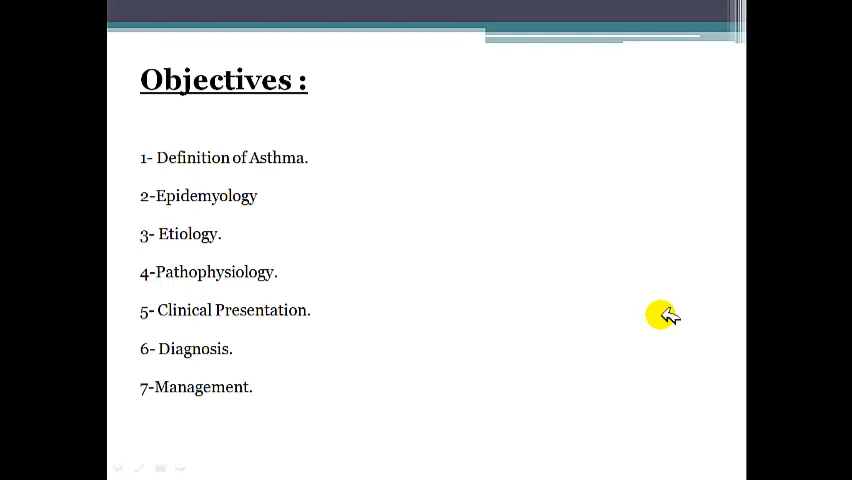 Objectives :
1- Definition of Asthma.
2-Epidemyology
3- Etiology.
4-Pathophysiology.
5- Clinical Presentation.
6- Diagnosis.
7-Management.